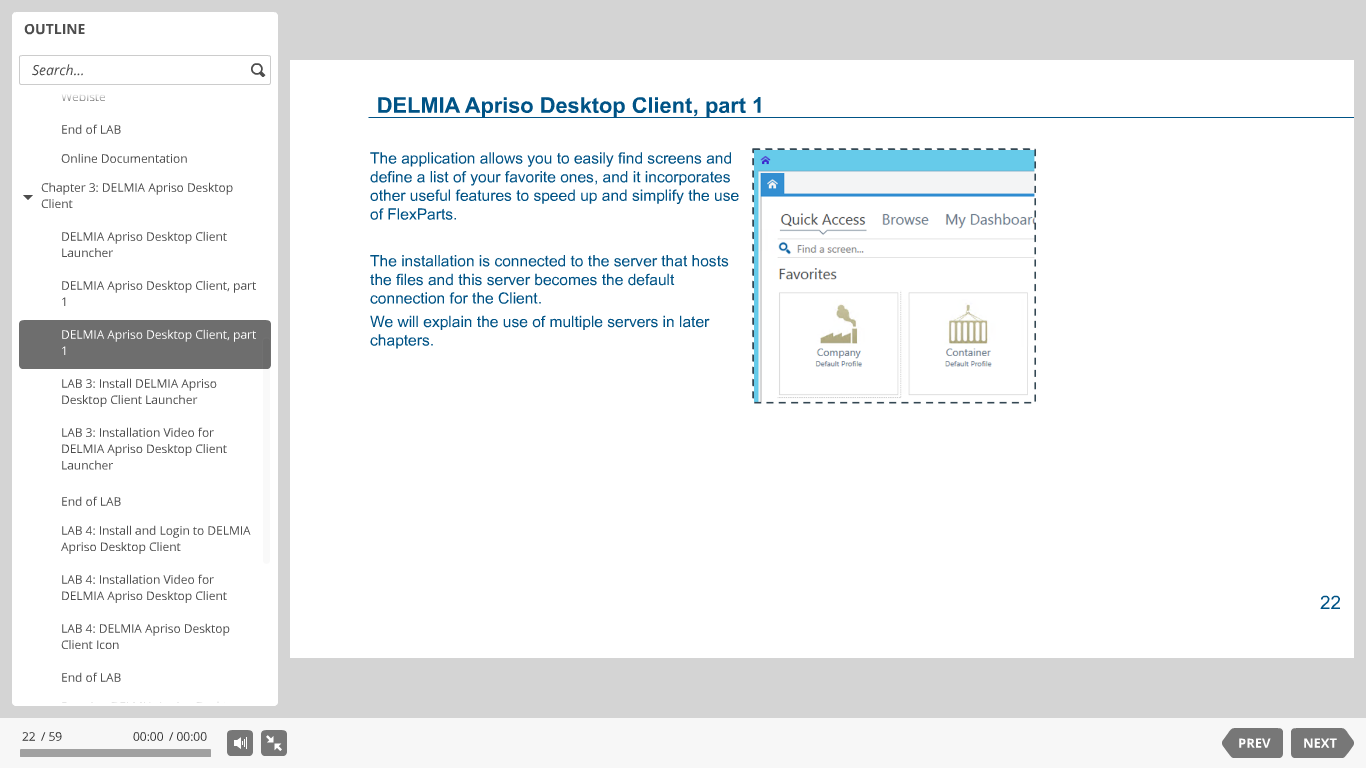 OUTLINE
Search...
Webiste
End of LAB
Online Documentation
Chapter 3: DELMIA Apriso Desktop
Client
DELMIA Apriso Desktop Client
Launcher
DELMIA Apriso Desktop Client, part
1
DELMIA Apriso Desktop Client, part
1
LAB 3: Install DELMIA Apriso
Desktop Client Launcher
LAB 3: Installation Video for
DELMIA Apriso Desktop Client
Launcher
End of LAB
LAB 4: Install and Login to DELMIA
Apriso Desktop Client
LAB 4: Installation Video for
DELMIA Apriso Desktop Client
LAB 4: DELMIA Apriso Desktop
Client Icon
End of LAB
DELMIA Apriso Desktop Client, part 1
The application allows you to easily find screens and
define a list of your favorite ones, and it incorporates
other useful features to speed up and simplify the use
of FlexParts.
The installation is connected to the server that hosts
the files and this server becomes the default
connection for the Client.
We will explain the use of multiple servers in later
chapters.
Quick Access Browse My Dashboar
Find a screen...
Favorites
Company Container
Default Profile Default Profile
22
22 / 59 00:00 / 00:00
PREV NEXT